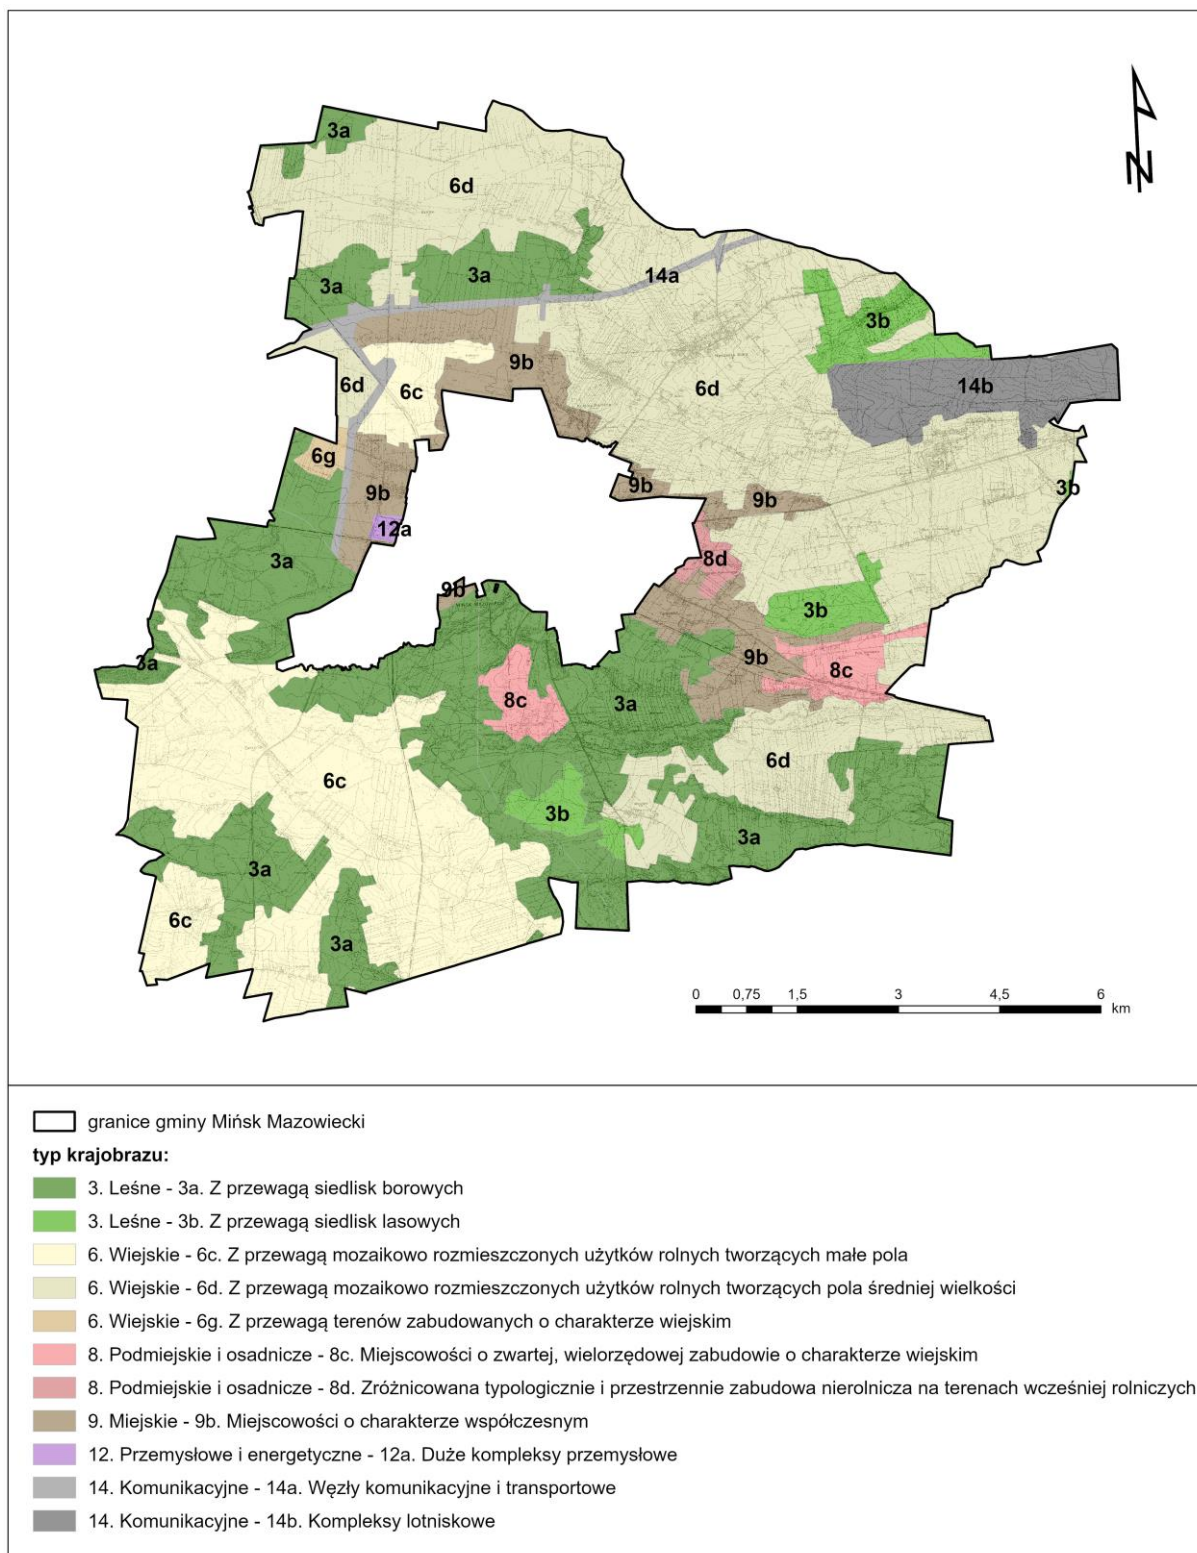 3a
6d
N
3a
3a
14a
3b
9b
6d
6c
6d
14b
6g
9b
9b
9b
3b
12a
3a
8d
9b
3b
3a
9b
8c
8c
3a
6d
6c
3b
3a
3a
6c
3a
0 0,75 1,5 3 4,5 6
km
granice gminy Mińsk Mazowiecki
typ krajobrazu:
3. Leśne - 3a. Z przewagą siedlisk borowych
3. Leśne - 3b. Z przewagą siedlisk lasowych
6. Wiejskie - 6c. Z przewagą mozaikowo rozmieszczonych użytków rolnych tworzących małe pola
6. Wiejskie - 6d. Z przewagą mozaikowo rozmieszczonych użytków rolnych tworzących pola średniej wielkości
6. Wiejskie - 6g. Z przewagą terenów zabudowanych o charakterze wiejskim
8. Podmiejskie i osadnicze - 8c. Miejscowości o zwartej, wielorzędowej zabudowie o charakterze wiejskim
8. Podmiejskie i osadnicze - 8d. Zróżnicowana typologicznie i przestrzennie zabudowa nierolnicza na terenach wcześniej rolniczych
9. Miejskie - 9b. Miejscowości o charakterze współczesnym
12. Przemysłowe i energetyczne - 12a. Duże kompleksy przemysłowe
14. Komunikacyjne - 14a. Węzły komunikacyjne i transportowe
14. Komunikacyjne - 14b. Kompleksy lotniskowe